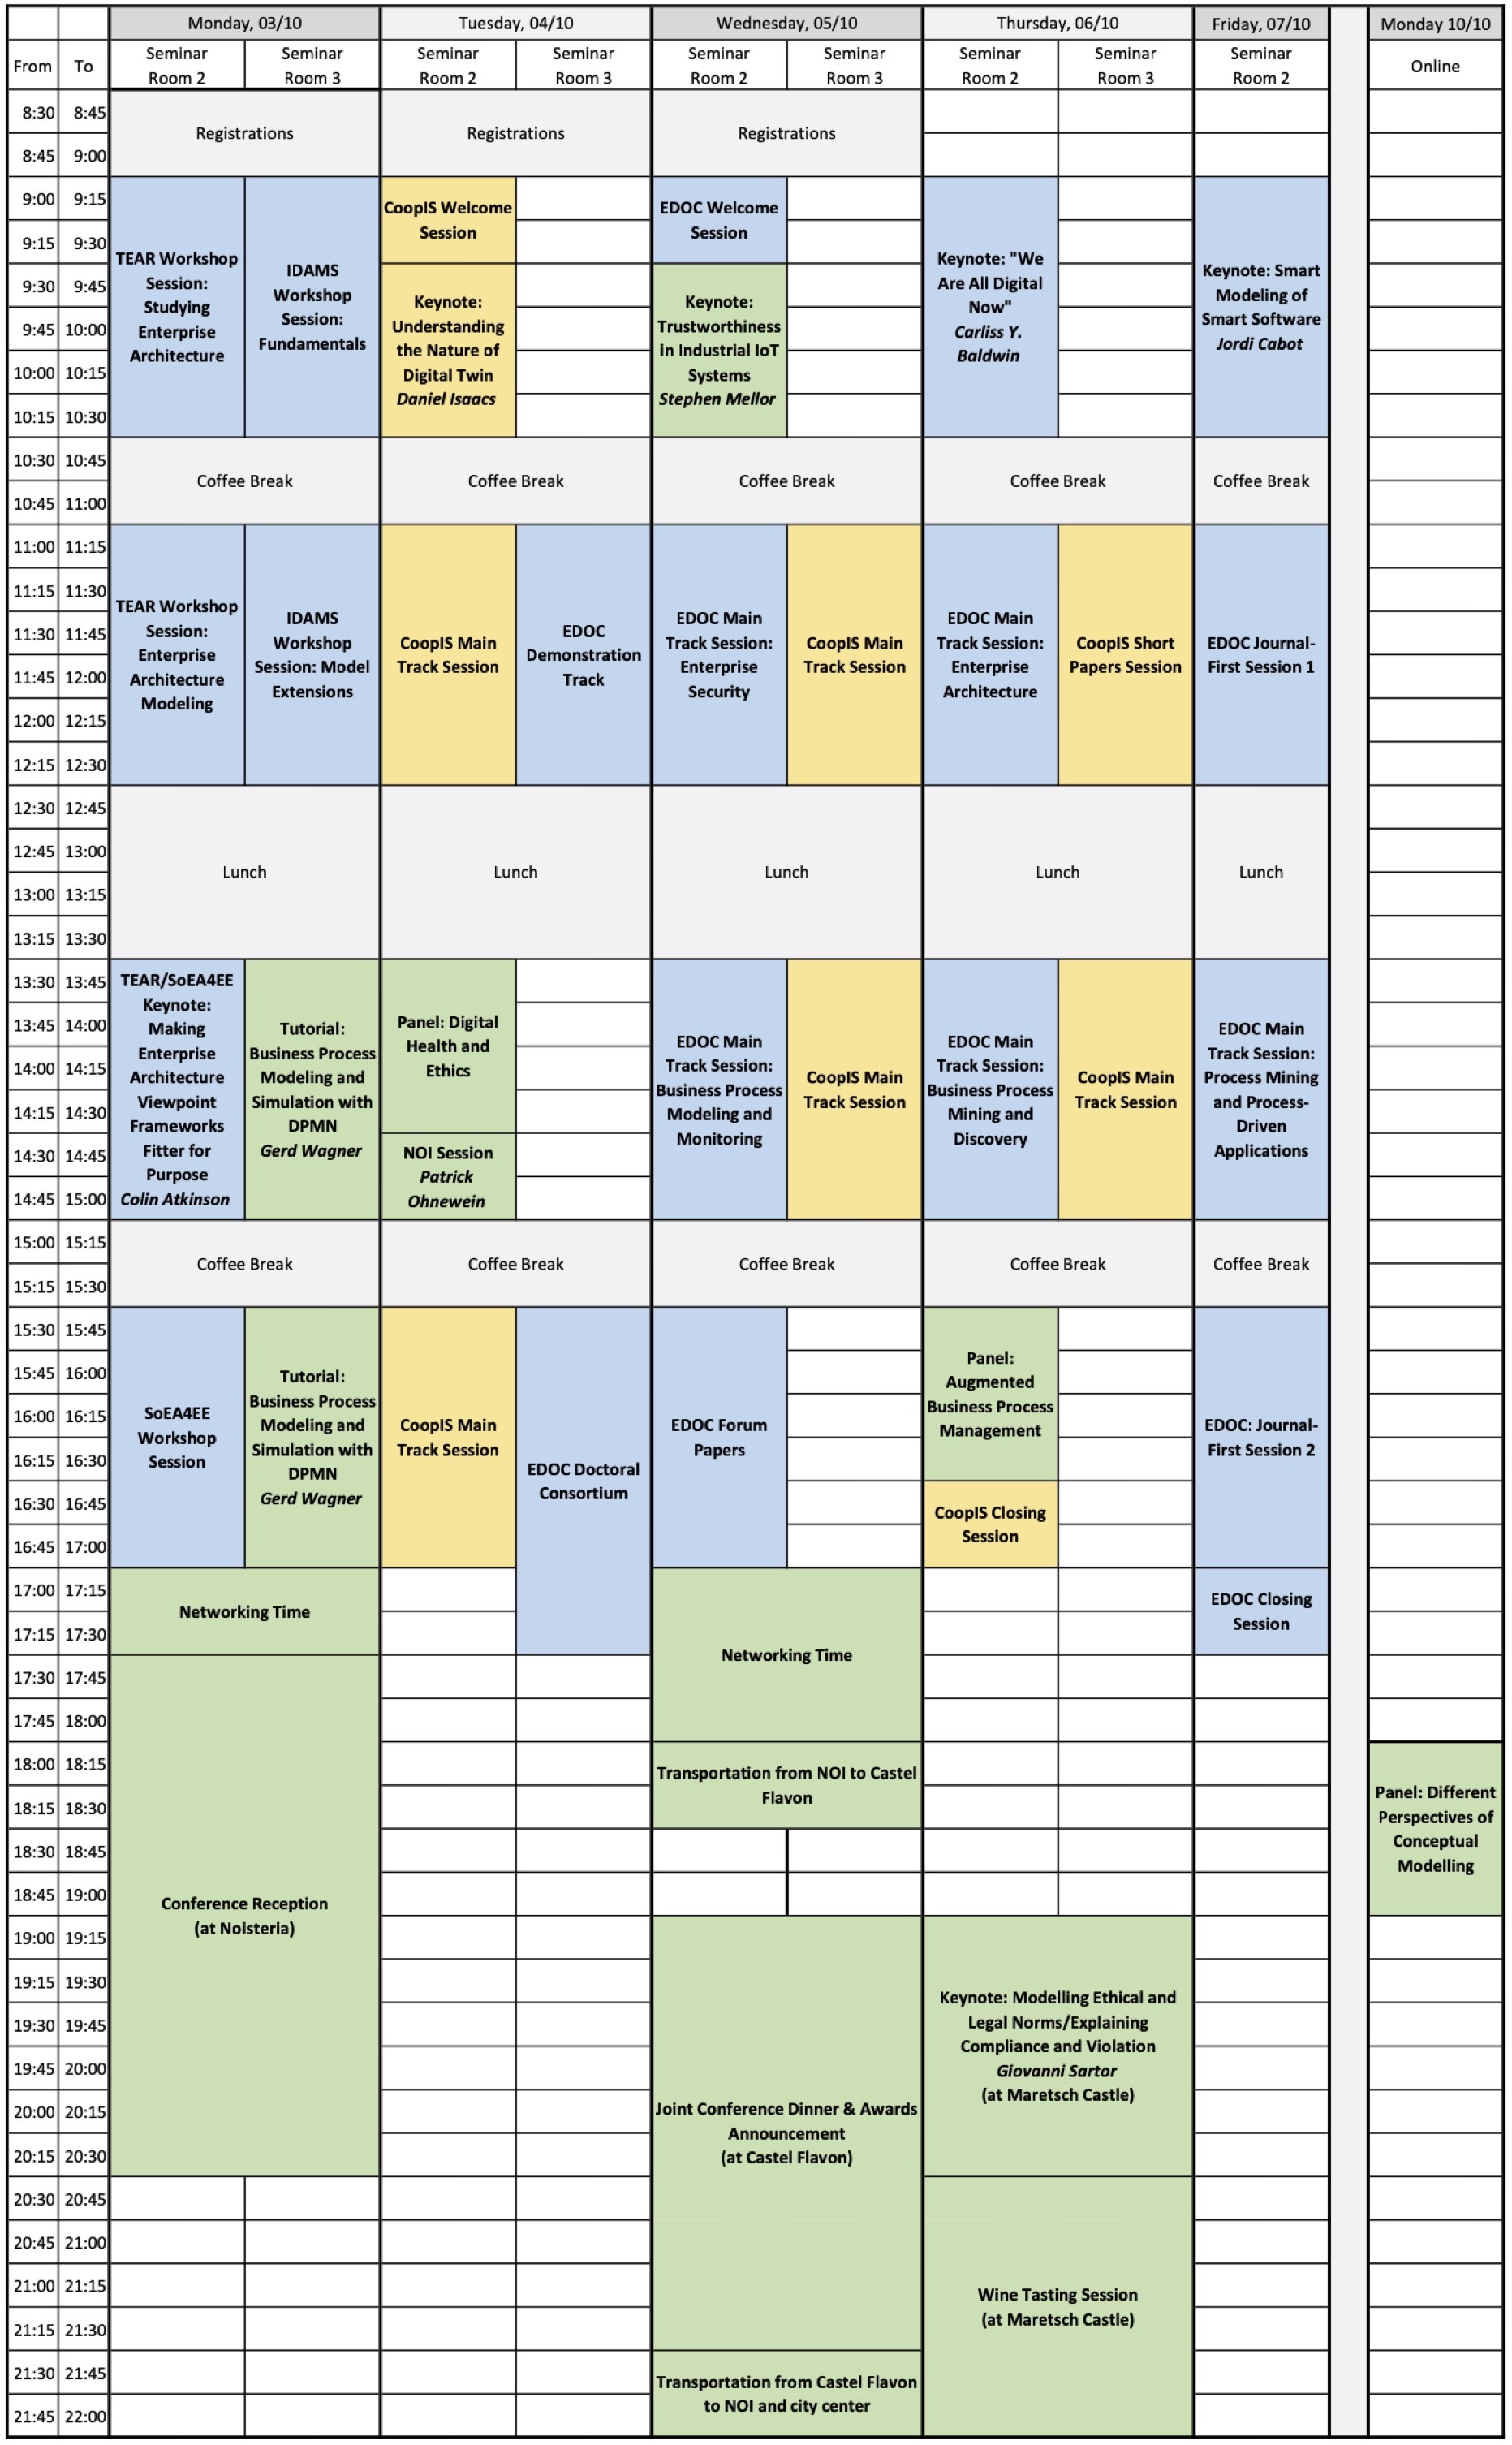 Monday, 03/10 Tuesday, 04/10 Wednesday, 05/10 Thursday, 06/10 Friday, 07/10 Monday 10/10
From To Seminar Room 2 Seminar Room 3 Seminar Room 2 Seminar Room 3 Seminar Room 2 Seminar Room 3 Seminar Room 2 Seminar Room 3 Seminar Room 2 Online
8:30 8:45
Registrations Registrations Registrations
8:45 9:00
9:00 9:15
CoopIS Welcome
Session
EDOC Welcome
Session
9:15 9:30
TEAR Workshop
Session:
Studying
Enterprise
Architecture
IDAMS
Workshop
Session:
Fundamentals
Keynote: "We
Are All Digital
Now"
Carliss Y.
Baldwin
Keynote: Smart
Modeling of
Smart Software
Jordi Cabot
9:30 9:45
Keynote:
Understanding
the Nature of
Digital Twin
Daniel Isaacs
Keynote:
Trustworthiness
in Industrial IoT
Systems
Stephen Mellor
9:45 10:00
10:00 10:15
10:15 10:30
10:30 10:45
Coffee Break Coffee Break Coffee Break Coffee Break Coffee Break
10:45 11:00
11:00 11:15
11:15 11:30
TEAR Workshop
Session:
Enterprise
Architecture
Modeling
IDAMS
Workshop
Session: Model
Extensions
CoopIS Main
Track Session
EDOC
Demonstration
Track
EDOC Main
Track Session:
Enterprise
Security
CoopIS Main
Track Session
EDOC Main
Track Session:
Enterprise
Architecture
CoopIS Short
Papers Session
EDOC Journal-
First Session 1
11:30 11:45
11:45 12:00
12:00 12:15
12:15 12:30
12:30 12:45
12:45 13:00
Lunch Lunch Lunch Lunch Lunch
13:00 13:15
13:15 13:30
13:30 13:45
TEAR/SoEA4EE
Keynote:
Making
Enterprise
Architecture
Viewpoint
Frameworks
Fitter for
Purpose
Colin Atkinson
Tutorial:
Business Process
Modeling and
Simulation with
DPMN
Gerd Wagner
Panel: Digital
Health and
Ethics
EDOC Main
Track Session:
Business Process
Modeling and
Monitoring
CoopIS Main
Track Session
EDOC Main
Track Session:
Business Process
Mining and
Discovery
CoopIS Main
Track Session
EDOC Main
Track Session:
Process Mining
and Process-
Driven
Applications
13:45 14:00
14:00 14:15
14:15 14:30
14:30 14:45
NOI Session
Patrick
Ohnewein
14:45 15:00
15:00 15:15
Coffee Break Coffee Break Coffee Break Coffee Break Coffee Break
15:15 15:30
15:30 15:45
15:45 16:00
SoEA4EE
Workshop
Session
Tutorial:
Business Process
Modeling and
Simulation with
DPMN
Gerd Wagner
CoopIS Main
Track Session
EDOC Doctoral
Consortium
EDOC Forum
Papers
Panel:
Augmented
Business Process
Management
EDOC: Journal-
First Session 2
16:00 16:15
16:15 16:30
16:30 16:45
CoopIS Closing
Session
16:45 17:00
17:00 17:15
Networking Time
EDOC Closing
Session
17:15 17:30
Networking Time
17:30 17:45
17:45 18:00
18:00 18:15
Transportation from NOI to Castel
Flavon
Panel: Different
Perspectives of
Conceptual
Modelling
18:15 18:30
18:30 18:45
18:45 19:00
Conference Reception
(at Noisteria)
19:00 19:15
19:15 19:30
Keynote: Modelling Ethical and
Legal Norms/Explaining
Compliance and Violation
Giovanni Sartor
(at Maretsch Castle)
19:30 19:45
19:45 20:00
20:00 20:15
Joint Conference Dinner & Awards
Announcement
(at Castel Flavon)
20:15 20:30
20:30 20:45
20:45 21:00
21:00 21:15
Wine Tasting Session
(at Maretsch Castle)
21:15 21:30
21:30 21:45
Transportation from Castel Flavon
to NOI and city center
21:45 22:00